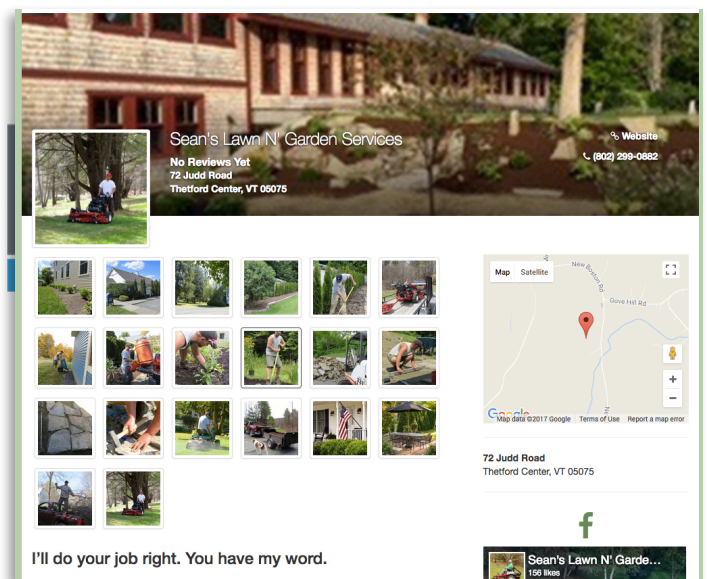 Sean's Lawn N' Garden Services
No Reviews Yet
72 Judd Road
Thetford Center, VT 05075
Website
(802) 299-0882
Map Satellite
New Boston Rd
Gove Hill Rd
Google
Map data ©2017 Google Terms of Use Report a map error
72 Judd Road
Thetford Center, VT 05075
Sean's Lawn N' Garde...
156 likes
I'll do your job right. You have my word.